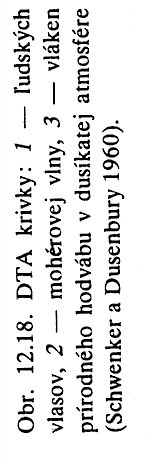 Obr. 12.18. DTA krivky: 1 — ľudských
vlasov, 2 — mohérovej vlny, 3 — vláken
prírodného hodvábu v dusíkatej atmosfére
(Schwenker a Dusenbury 1960).